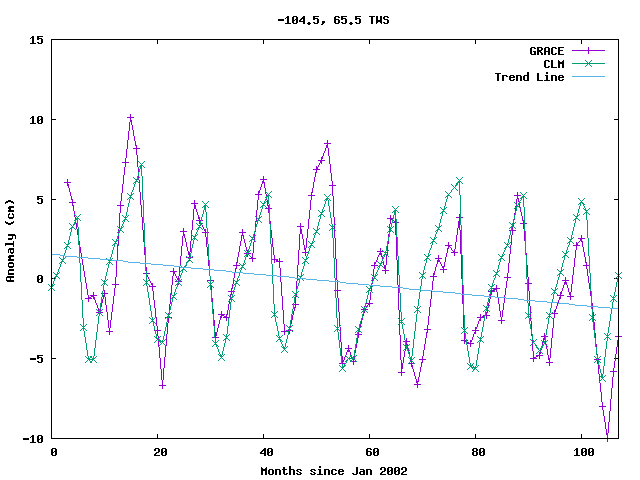 -104.5, 65.5 TWS
GRACE
CLM
Trend Line
15
10
5
0
-5
-10
Anomaly (cm)
0 20 40 60 80 100
Months since Jan 2002